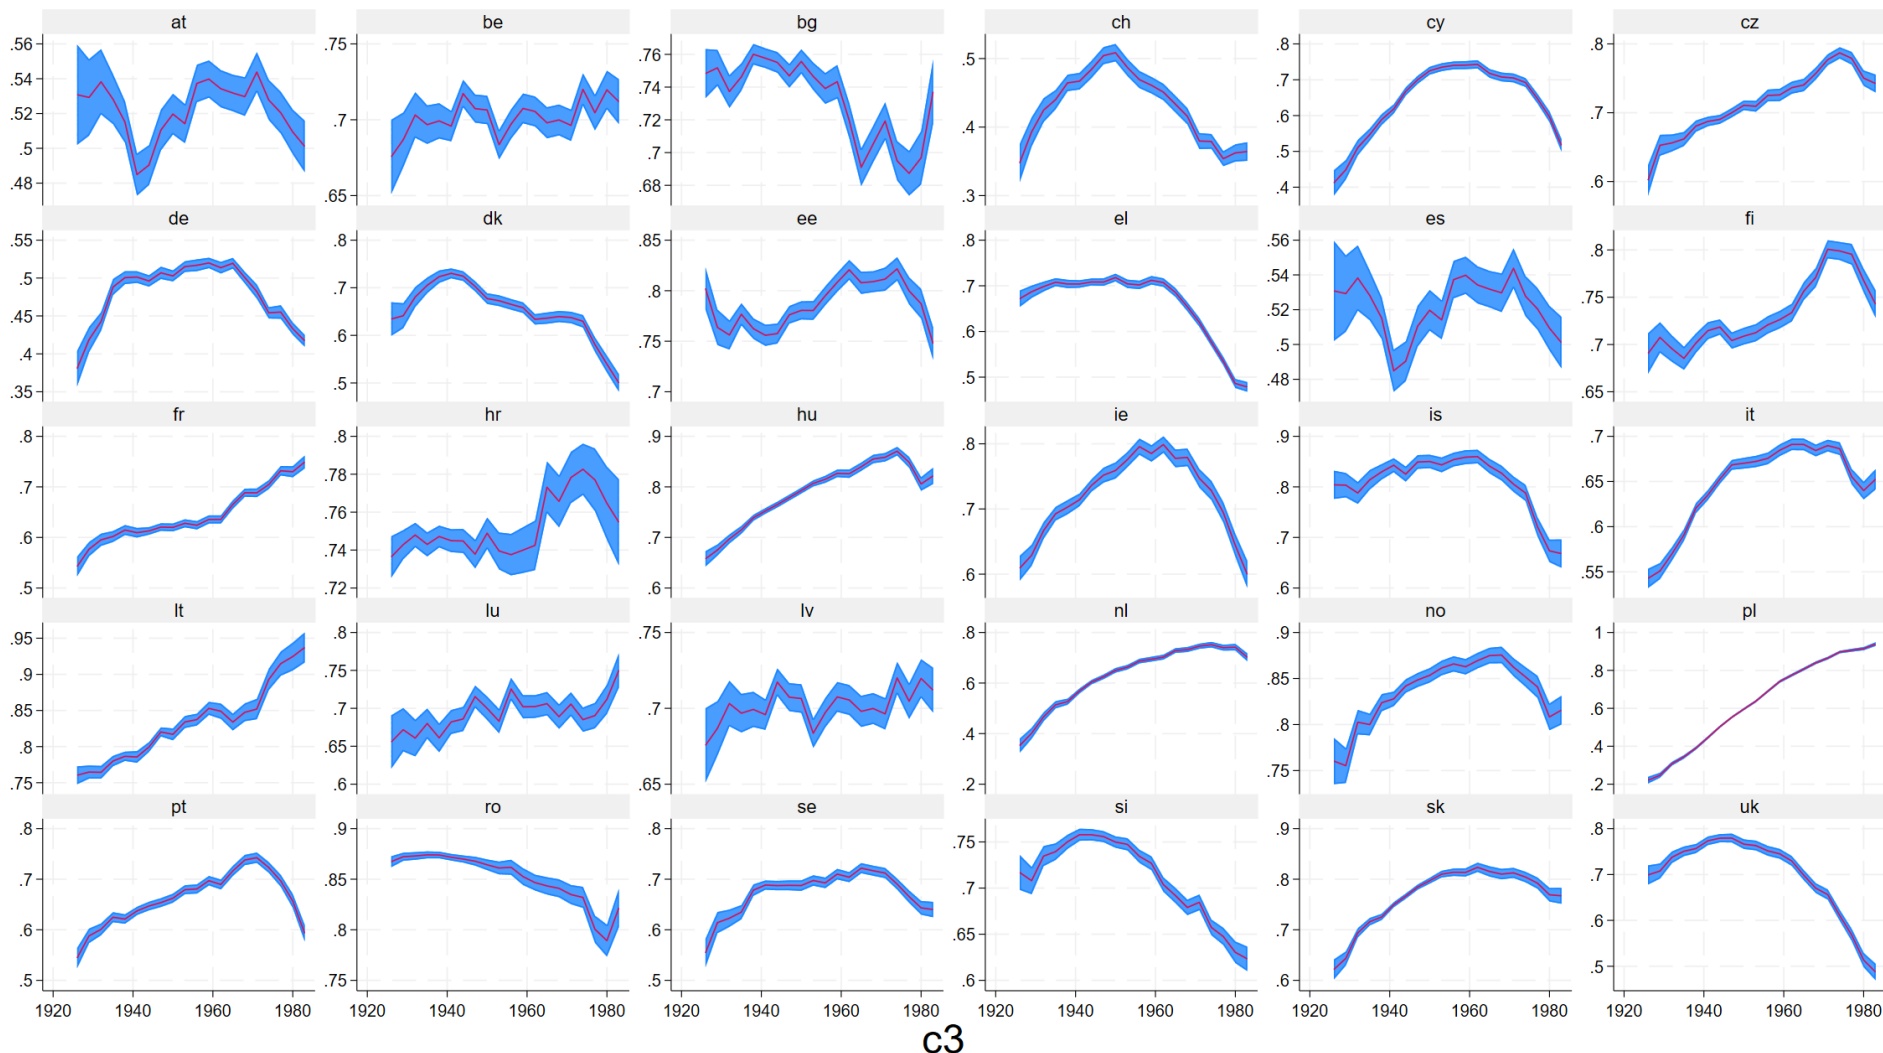 at be bg ch cy cz
.56 .54 .52 .5 .48
.75 .7 .65
.76 .74 .72 .7 .68
.5 .4 .3
.8 .7 .6 .5 .4
.8 .7 .6
de dk ee el es fi
.55 .5 .45 .4 .35
.8 .7 .6 .5
.85 .8 .75 .7
.8 .7 .6 .5
.56 .54 .52 .5 .48
.8 .75 .7 .65
fr hr hu ie is it
.8 .7 .6 .5
.8 .78 .76 .74 .72
.9 .8 .7 .6
.8 .7 .6
.9 .8 .7 .6
.7 .65 .6 .55
lt lu lv nl no pl
.95 .9 .85 .8 .75
.8 .75 .7 .65 .6
.75 .7 .65
.8 .6 .4 .2
.9 .85 .8 .75
1 .8 .6 .4 .2
pt ro se si sk uk
.8 .7 .6 .5
.9 .85 .8 .75
.8 .7 .6 .5
.75 .7 .65 .6
.9 .8 .7 .6
.8 .7 .6 .5
1920 1940 1960 1980 1920 1940 1960 1980 1920 1940 1960 1980 1920 1940 1960 1980 1920 1940 1960 1980 1920 1940 1960 1980
c3